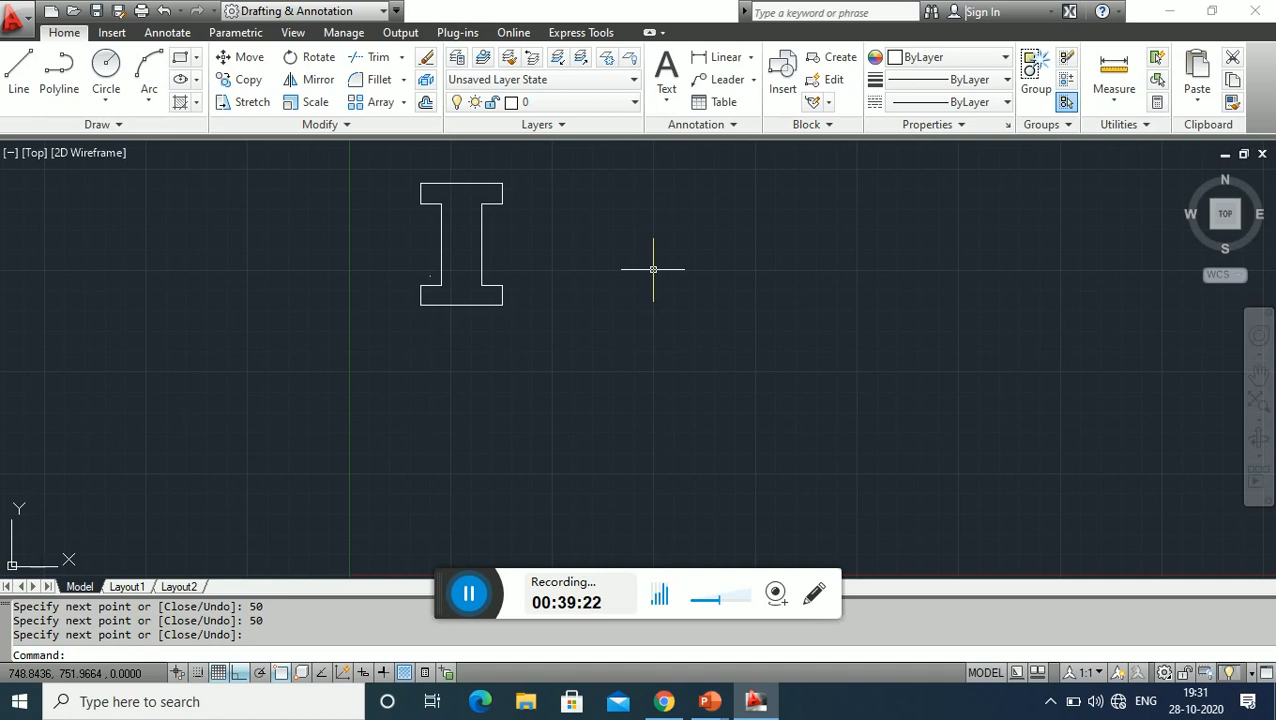 Drafting & Annotation
Type a keyword or phrase
Sign In
Home Insert Annotate Parametric View Manage Output Plug-ins Online Express Tools
Line Polyline Circle Arc
Move Rotate Trim
Copy Mirror Fillet
Stretch Scale Array
Unsaved Layer State
0
Text
Linear
Leader
Table
Insert
Create
Edit
ByLayer
ByLayer
ByLayer
Group
Measure
Paste
Draw Modify Layers Annotation Block Properties Groups Utilities Clipboard
[−] [Top] [2D Wireframe]
N
W TOP E
S
WCS
Y
X
Model Layout1 Layout2
Recording...
00:39:22
Specify next point or [Close/Undo]: 50
Specify next point or [Close/Undo]: 50
Specify next point or [Close/Undo]:
Command:
748.8436, 751.9664, 0.0000
MODEL
1:1
Type here to search
ENG
19:31
28-10-2020